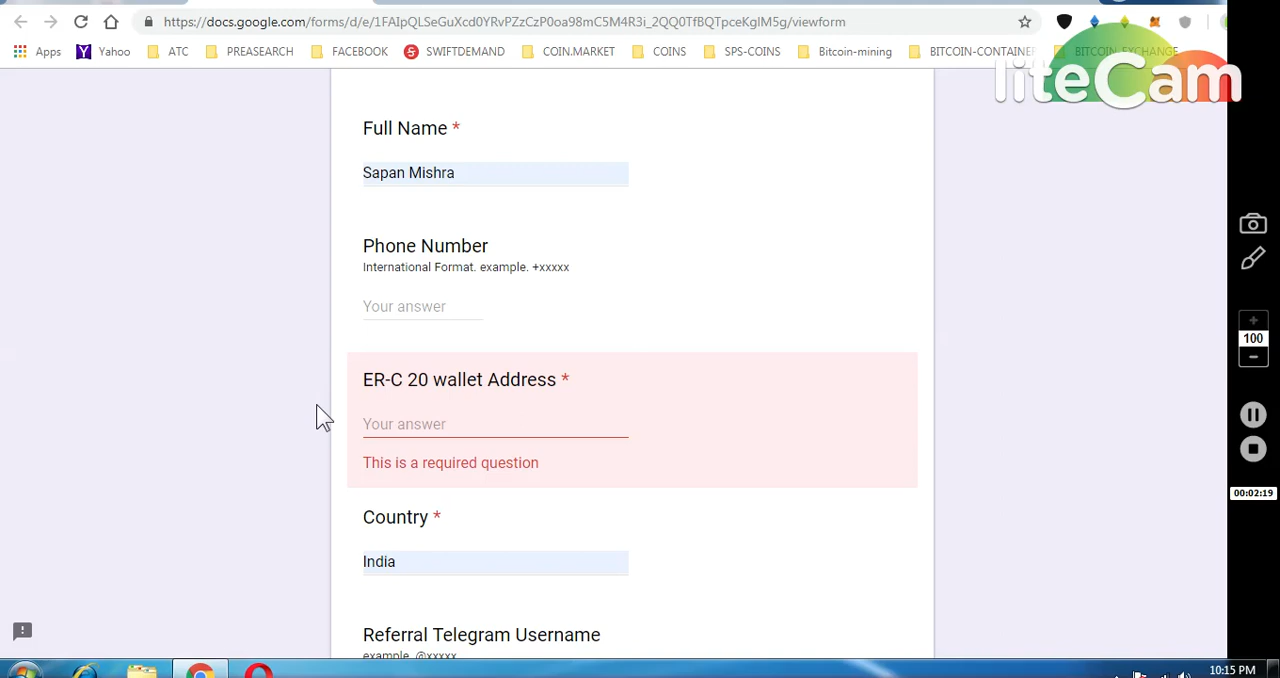 https://docs.google.com/forms/d/e/1FAIpQLSeGuXcd0YRvPZzCzP0oa98mC5M4R3i_2QQ0TfBQTpceKgIM5g/viewform
Apps Yahoo ATC PREASEARCH FACEBOOK SWIFTDEMAND COIN.MARKET COINS SPS-COINS Bitcoin-mining BITCOIN-CONTAINE BITCOIN-EXCHANGE
liteCam
Full Name *
Sapan Mishra
Phone Number
International Format. example. +xxxxx
Your answer
ER-C 20 wallet Address *
Your answer
This is a required question
Country *
India
Referral Telegram Username
example. @xxxxx
100
00:02:19
10:15 PM